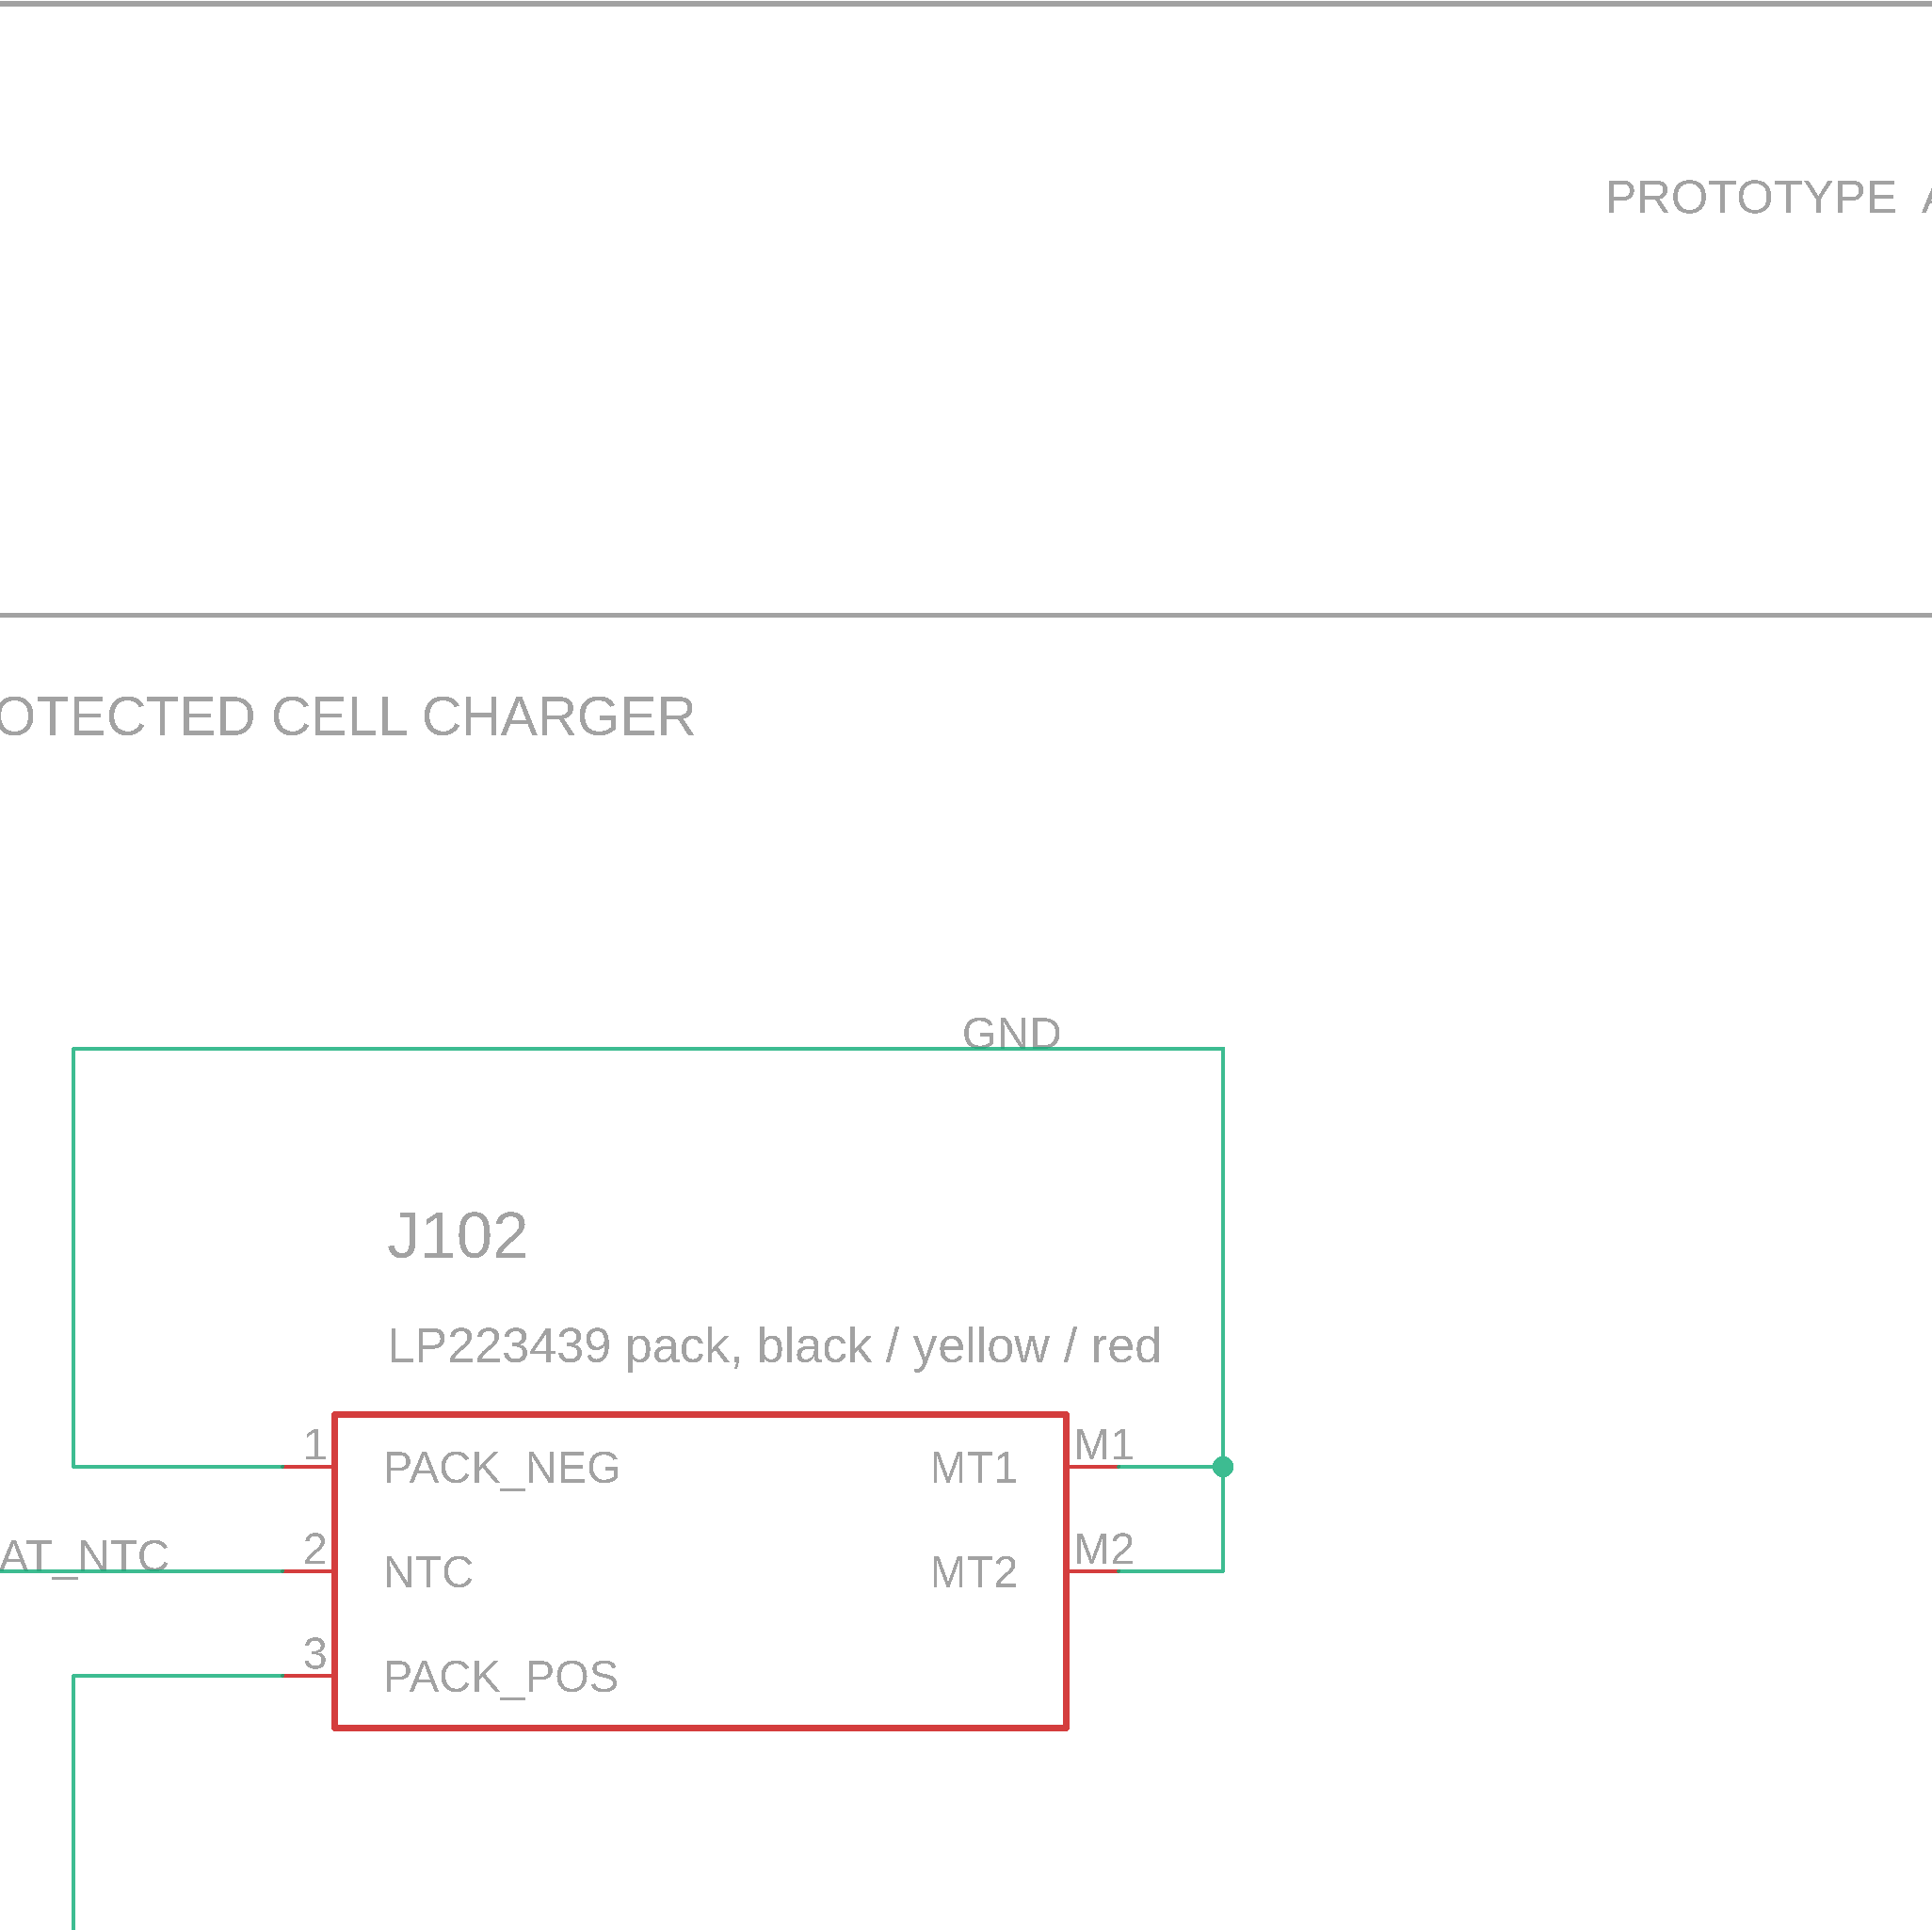 PROTOTYPE
OTECTED CELL CHARGER
GND
J102
LP223439 pack, black / yellow / red
1 PACK_NEG MT1 M1
AT_NTC 2 NTC MT2 M2
3 PACK_POS